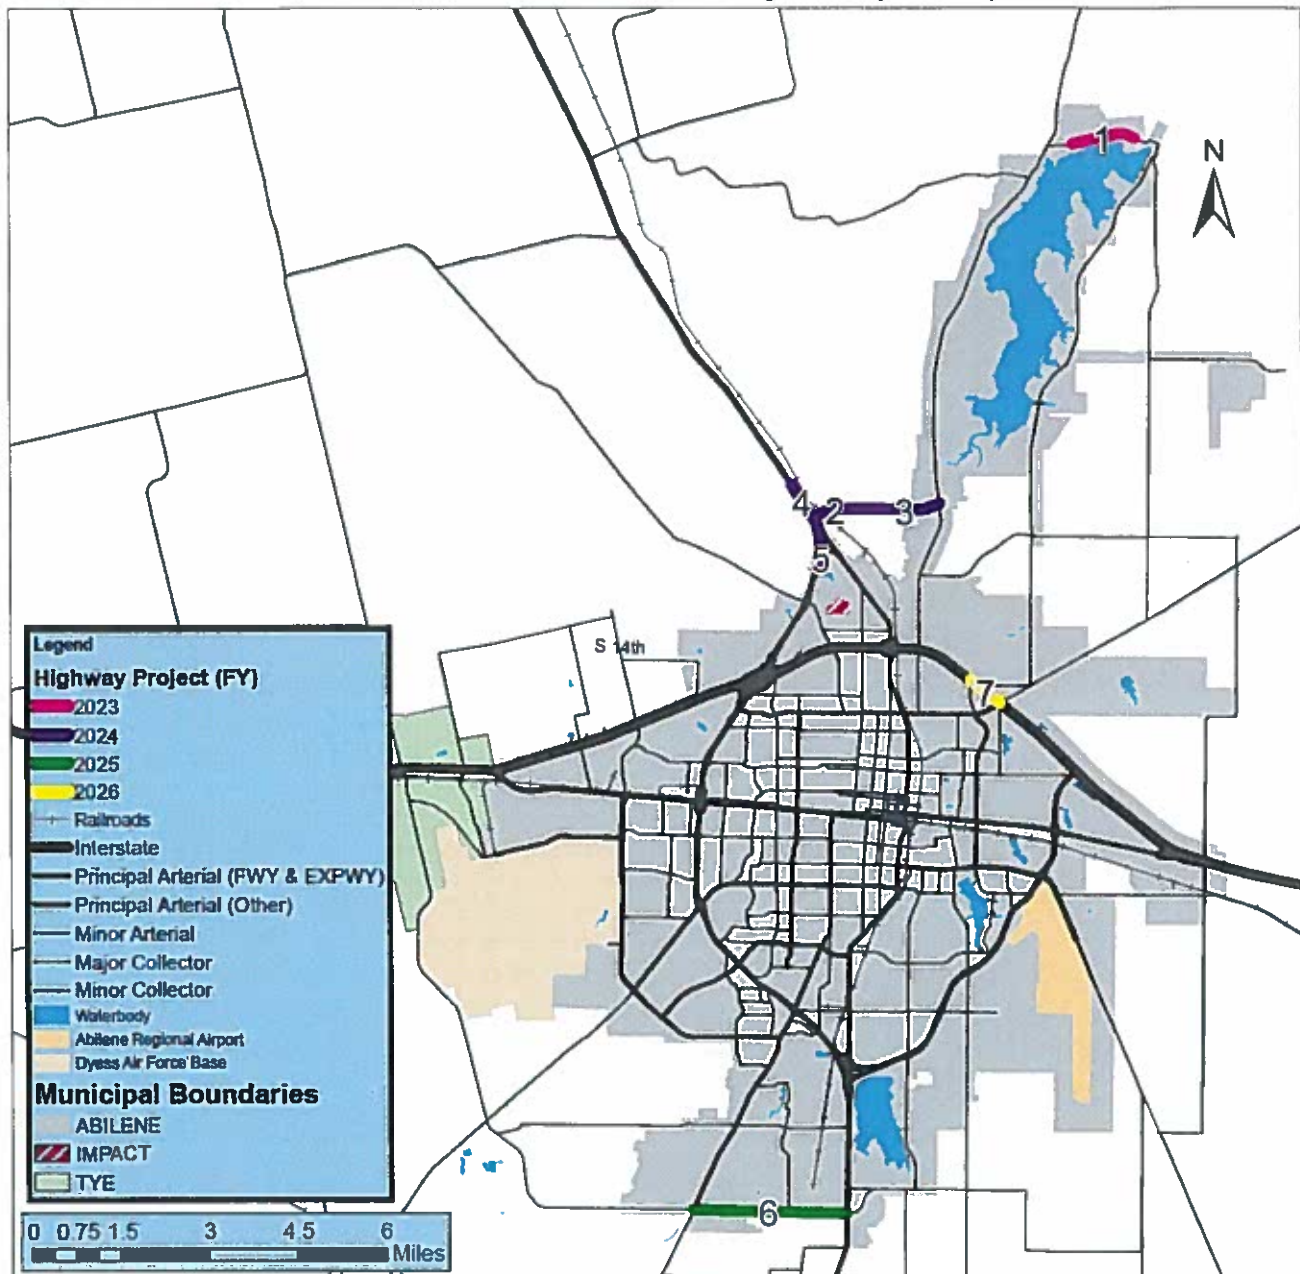 1
N
4
2
3
5
S 14th
7
6
Legend
Highway Project (FY)
2023
2024
2025
2026
Railroads
Interstate
Principal Arterial (FWY & EXPWY)
Principal Arterial (Other)
Minor Arterial
Major Collector
Minor Collector
Waterbody
Abilene Regional Airport
Dyess Air Force Base
Municipal Boundaries
ABILENE
IMPACT
TYE
0 0.75 1.5 3 4.5 6
Miles